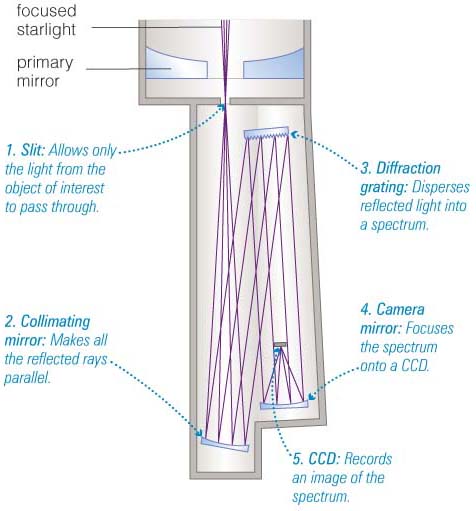 focused
starlight
primary
mirror
1. Slit: Allows only
the light from the
object of interest
to pass through.
3. Diffraction
grating: Disperses
reflected light into
a spectrum.
2. Collimating
mirror: Makes all
the reflected rays
parallel.
4. Camera
mirror: Focuses
the spectrum
onto a CCD.
5. CCD: Records
an image of the
spectrum.